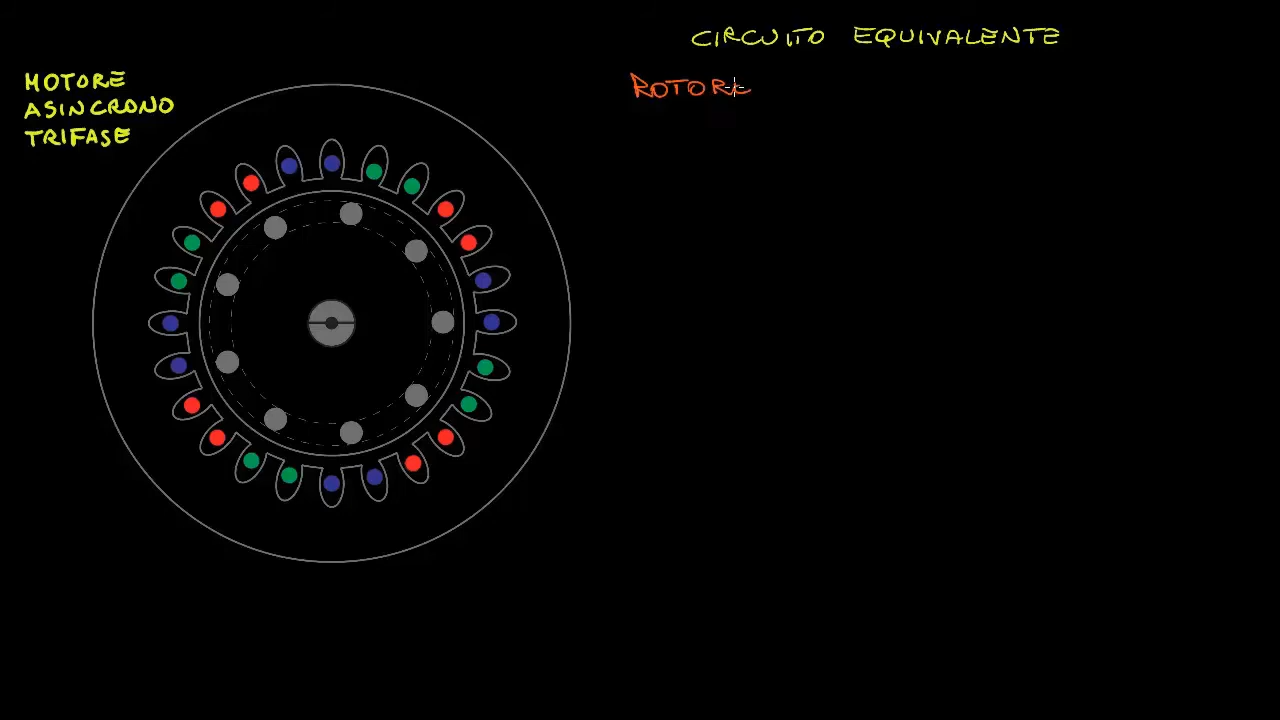 CIRCUITO EQUIVALENTE
MOTORE
ASINCRONO
TRIFASE
ROTORE